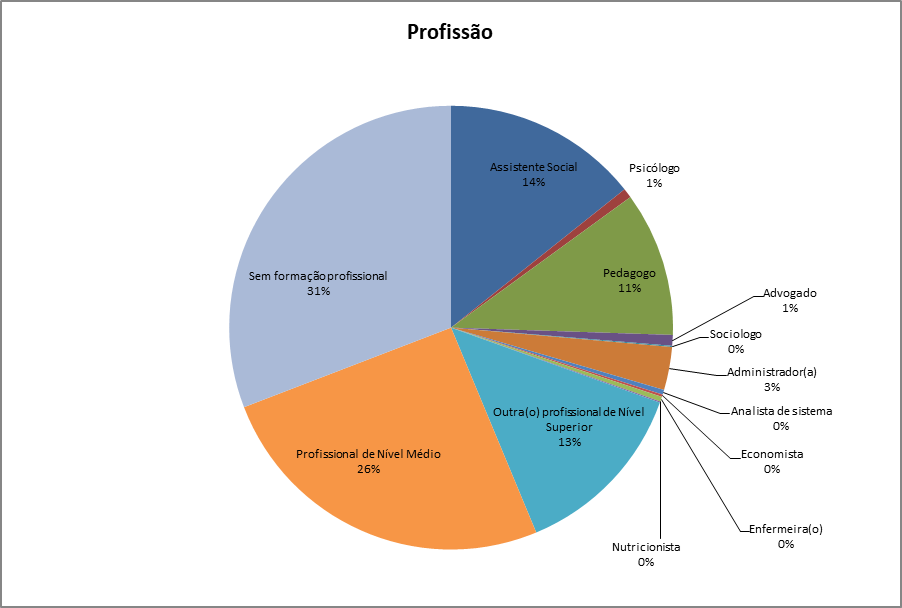 Profissão
Assistente Social
14%
Psicólogo
1%
Pedagogo
11%
Advogado
1%
Sociologo
0%
Administrador(a)
3%
Analista de sistema
0%
Economista
0%
Enfermeira(o)
0%
Nutricionista
0%
Outra(o) profissional de Nível
Superior
13%
Profissional de Nível Médio
26%
Sem formação profissional
31%